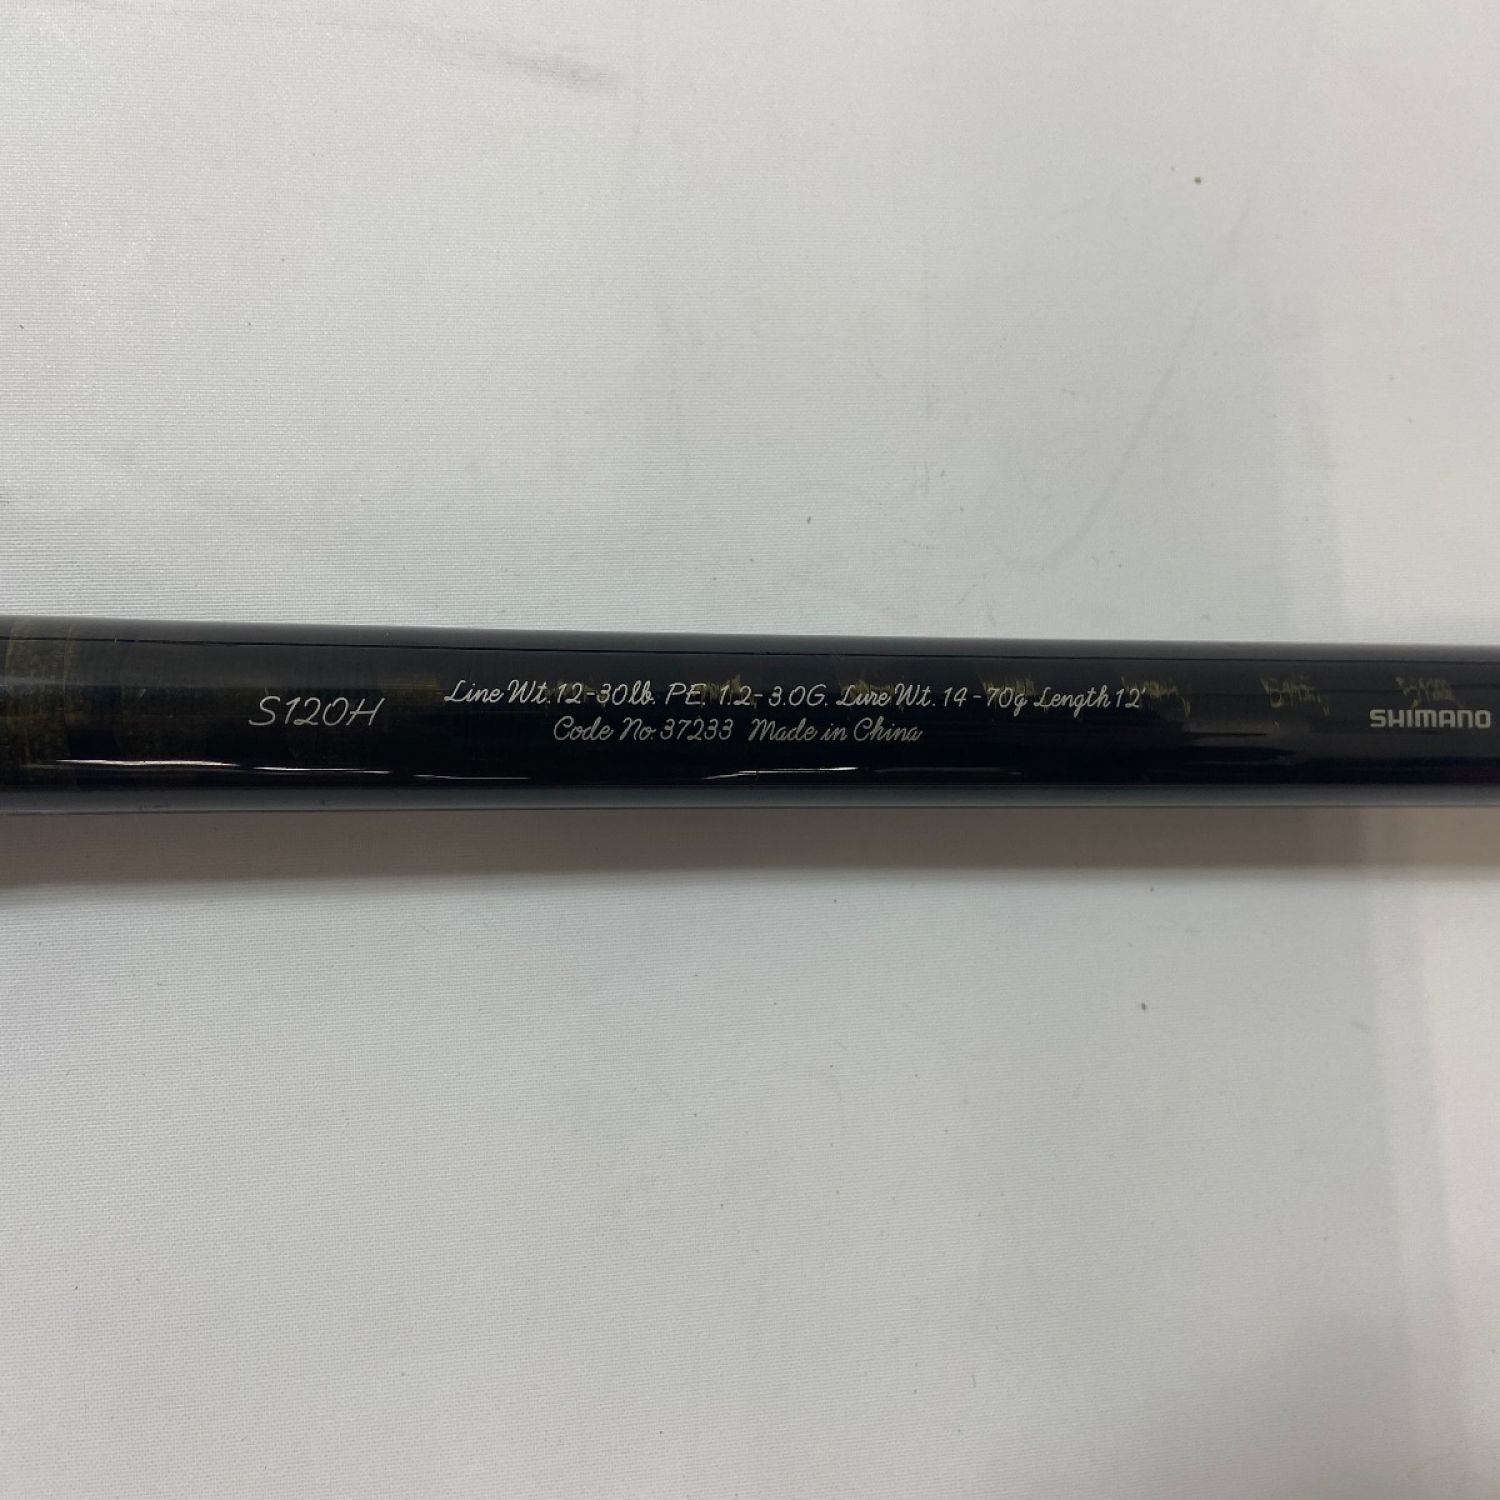 S120H
Line Wt. 12-30lb. PE. 1.2-3.0G. Lure Wt. 14-70g Length 12'
Code No. 37233 Made in China
SHIMANO